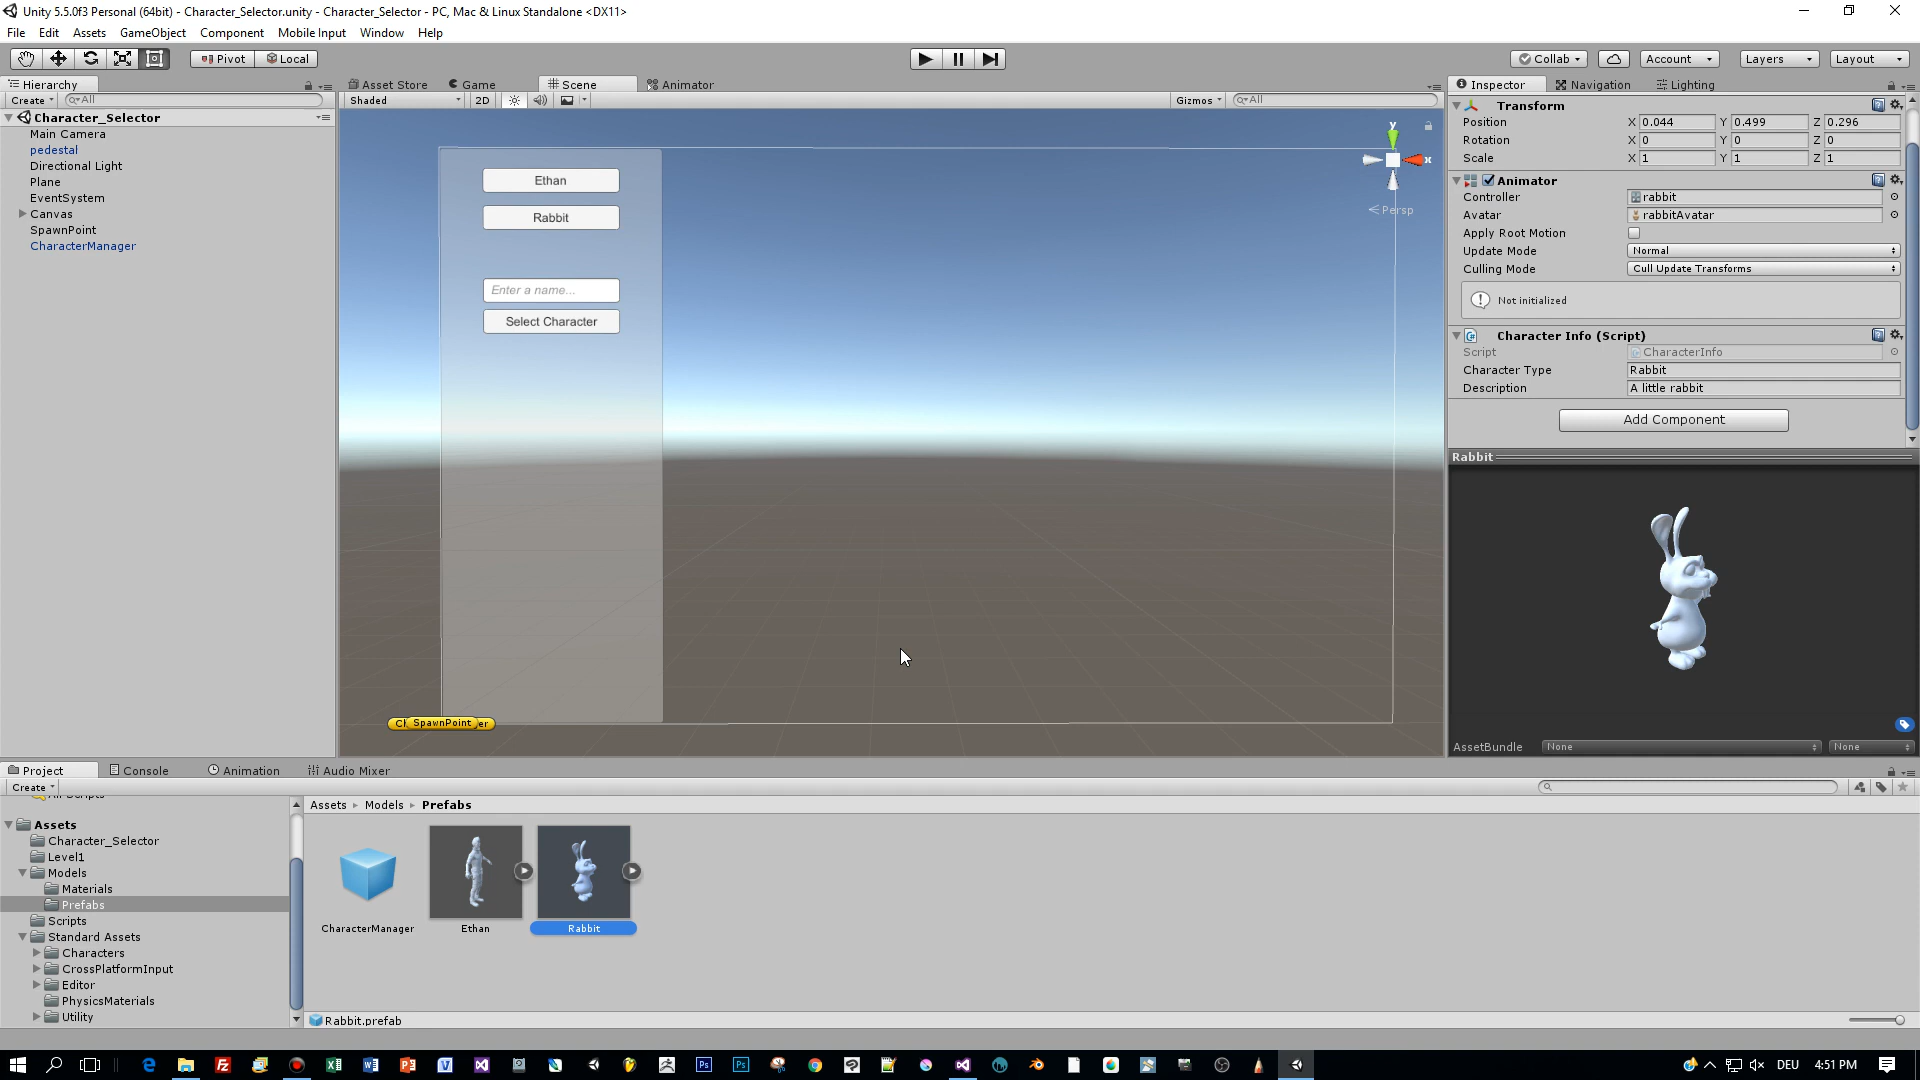 Unity 5.5.0f3 Personal (64bit) - Character_Selector.unity - Character_Selector - PC, Mac & Linux Standalone <DX11>
File Edit Assets GameObject Component Mobile Input Window Help
Pivot Local Collab Account Layers Layout
Hierarchy Asset Store Game Scene Animator Inspector Navigation Lighting
Create All Shaded 2D Gizmos All
Character_Selector
Main Camera
pedestal
Directional Light
Plane
EventSystem
Canvas
SpawnPoint
CharacterManager
Ethan
Rabbit
Enter a name...
Select Character
y
x
Persp
SpawnPoint
Transform
Position X 0.044 Y 0.499 Z 0.296
Rotation X 0 Y 0 Z 0
Scale X 1 Y 1 Z 1
Animator
Controller rabbit
Avatar rabbitAvatar
Apply Root Motion
Update Mode Normal
Culling Mode Cull Update Transforms
Not initialized
Character Info (Script)
Script CharacterInfo
Character Type Rabbit
Description A little rabbit
Add Component
Rabbit
AssetBundle None None
Project Console Animation Audio Mixer
Create
All Scripts
Assets
Character_Selector
Level1
Models
Materials
Prefabs
Scripts
Standard Assets
Characters
CrossPlatformInput
Editor
PhysicsMaterials
Utility
Assets Models Prefabs
CharacterManager Ethan Rabbit
Rabbit.prefab
DEU 4:51 PM